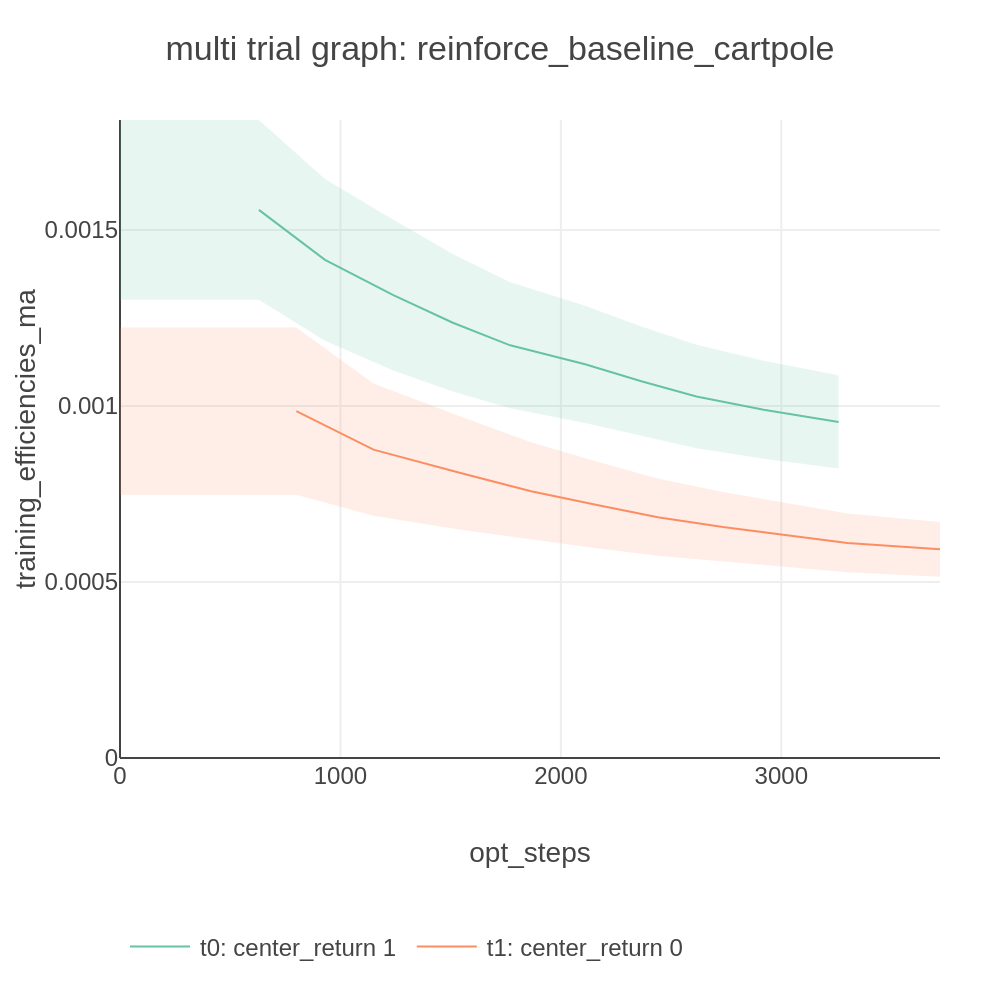 multi trial graph: reinforce_baseline_cartpole
training_efficiencies_ma
0.0015
0.001
0.0005
0
0 1000 2000 3000
opt_steps
t0: center_return 1 t1: center_return 0